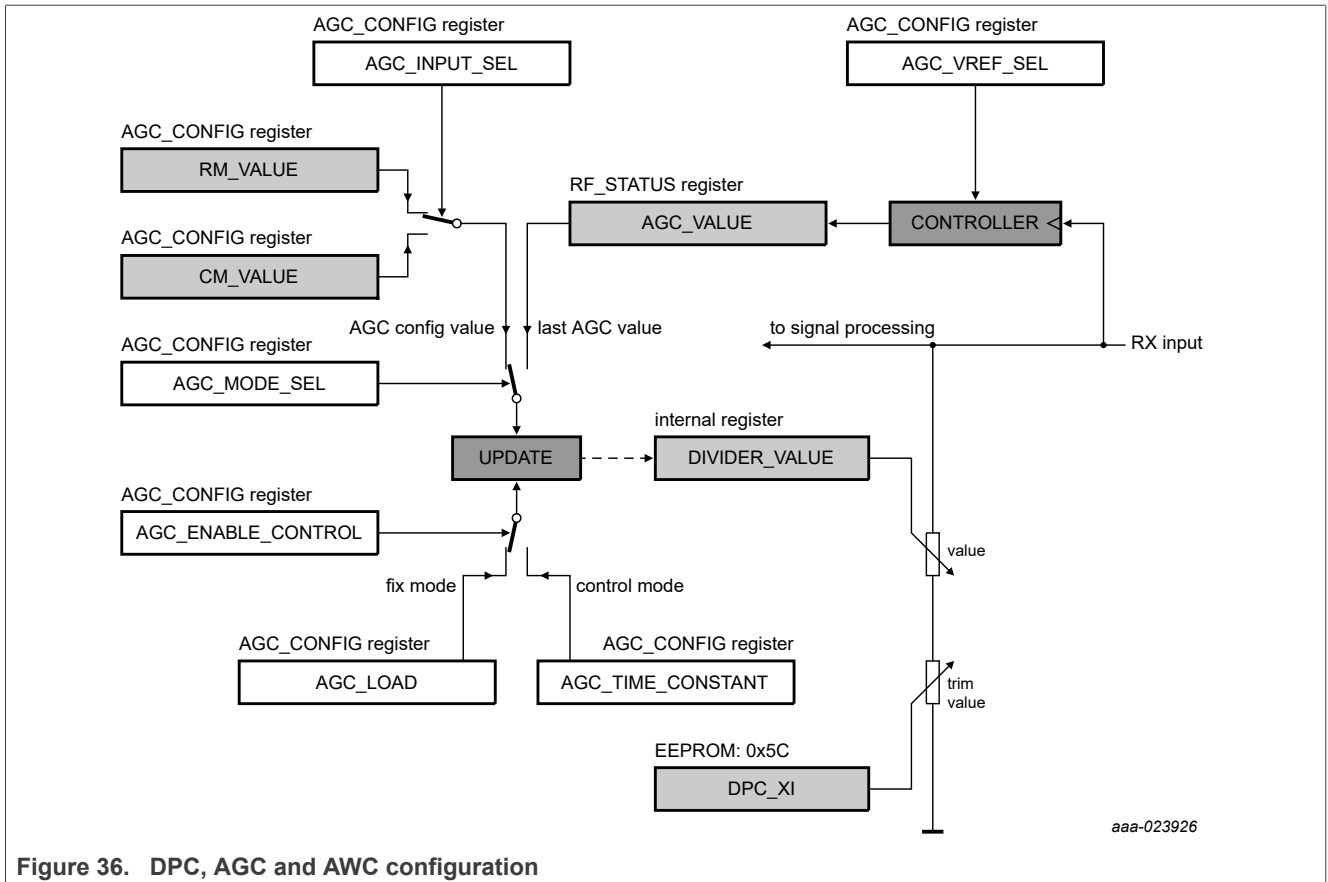 AGC_CONFIG register
AGC_INPUT_SEL
AGC_CONFIG register
AGC_VREF_SEL
AGC_CONFIG register
RM_VALUE
RF_STATUS register
AGC_VALUE
CONTROLLER
AGC_CONFIG register
CM_VALUE
AGC config value
last AGC value
to signal processing
RX input
AGC_CONFIG register
AGC_MODE_SEL
internal register
UPDATE
DIVIDER_VALUE
AGC_CONFIG register
AGC_ENABLE_CONTROL
value
fix mode
control mode
AGC_CONFIG register
AGC_LOAD
AGC_CONFIG register
AGC_TIME_CONSTANT
trim
value
EEPROM: 0x5C
DPC_XI
aaa-023926
Figure 36. DPC, AGC and AWC configuration